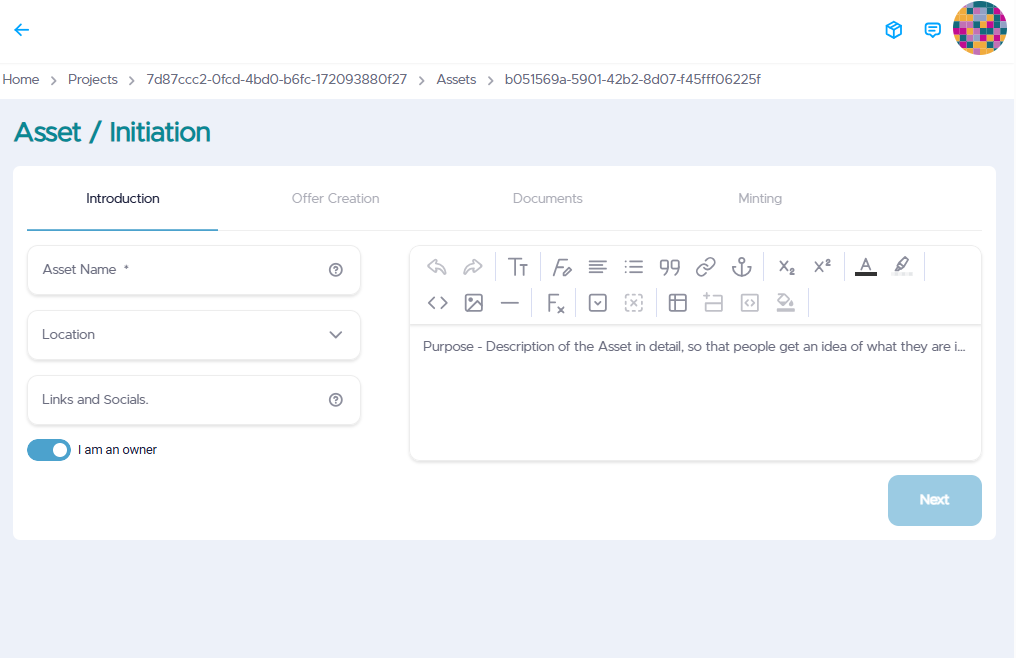 Home > Projects > 7d87ccc2-0fcd-4bd0-b6fc-172093880f27 > Assets > b051569a-5901-42b2-8d07-f45fff06225f
Asset / Initiation
Introduction Offer Creation Documents Minting
Asset Name *
Location
Links and Socials.
I am an owner
Purpose - Description of the Asset in detail, so that people get an idea of what they are i...
Next